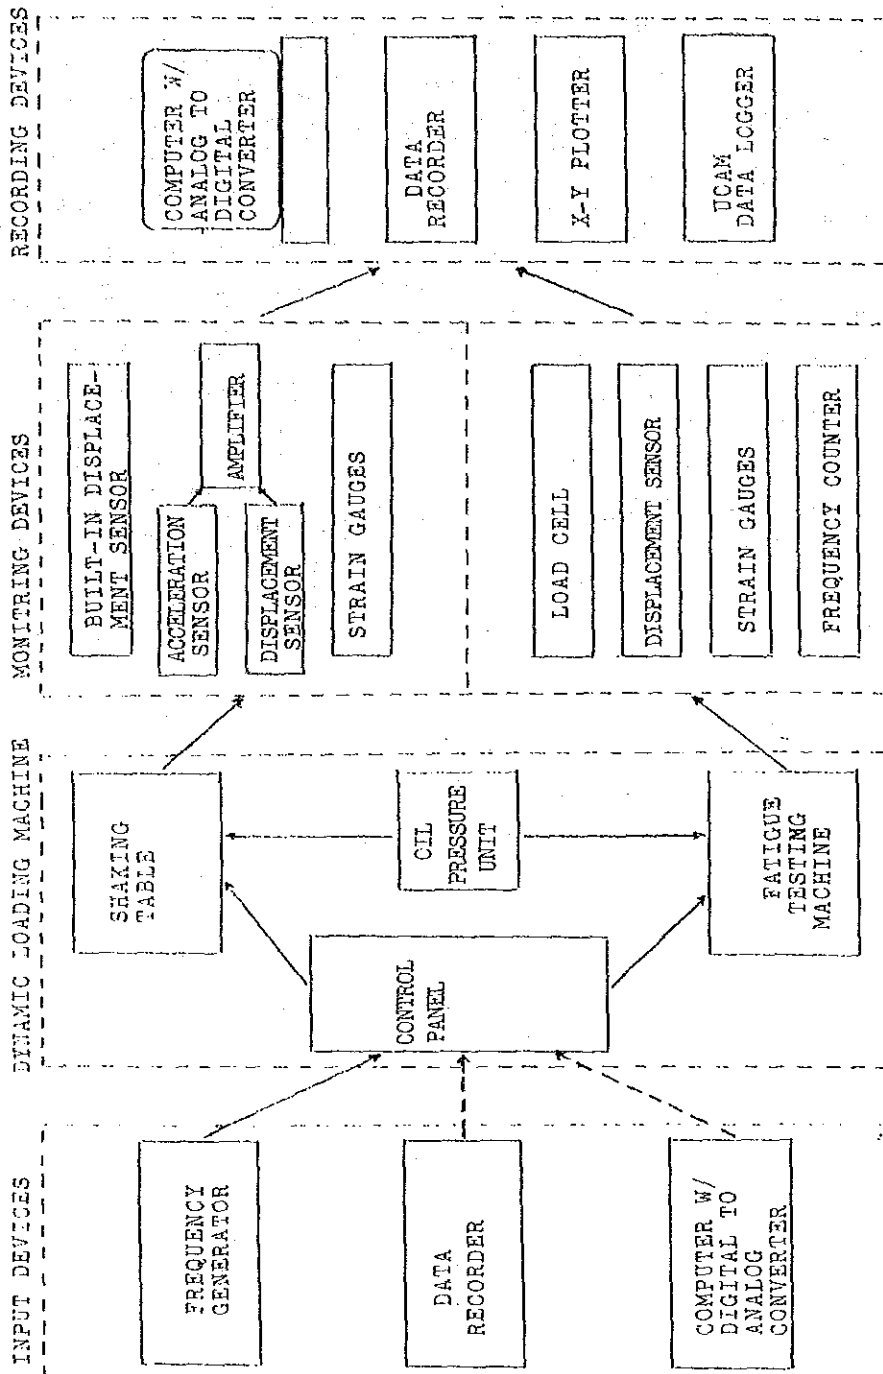 INPUT DEVICES
FREQUENCY
GENERATOR
DATA
RECORDER
COMPUTER W/
DIGITAL TO
ANALOG
CONVERTER
DYNAMIC LOADING MACHINE
SHAKING
TABLE
CONTROL
PANEL
CIL
PRESSURE
UNIT
FATIGUE
TESTING
MACHINE
MONITRING DEVICES
BUILT-IN DISPLACE-
MENT SENSOR
ACCELERATION
SENSOR
AMPLIFIER
DISPLACEMENT
SENSOR
STRAIN GAUGES
LOAD CELL
DISPLACEMENT SENSOR
STRAIN GAUGES
FREQUENCY COUNTER
RECORDING DEVICES
COMPUTER W/
ANALOG TO
DIGITAL
CONVERTER
DATA
RECORDER
X-Y PLOTTER
UCAM
DATA LOGGER